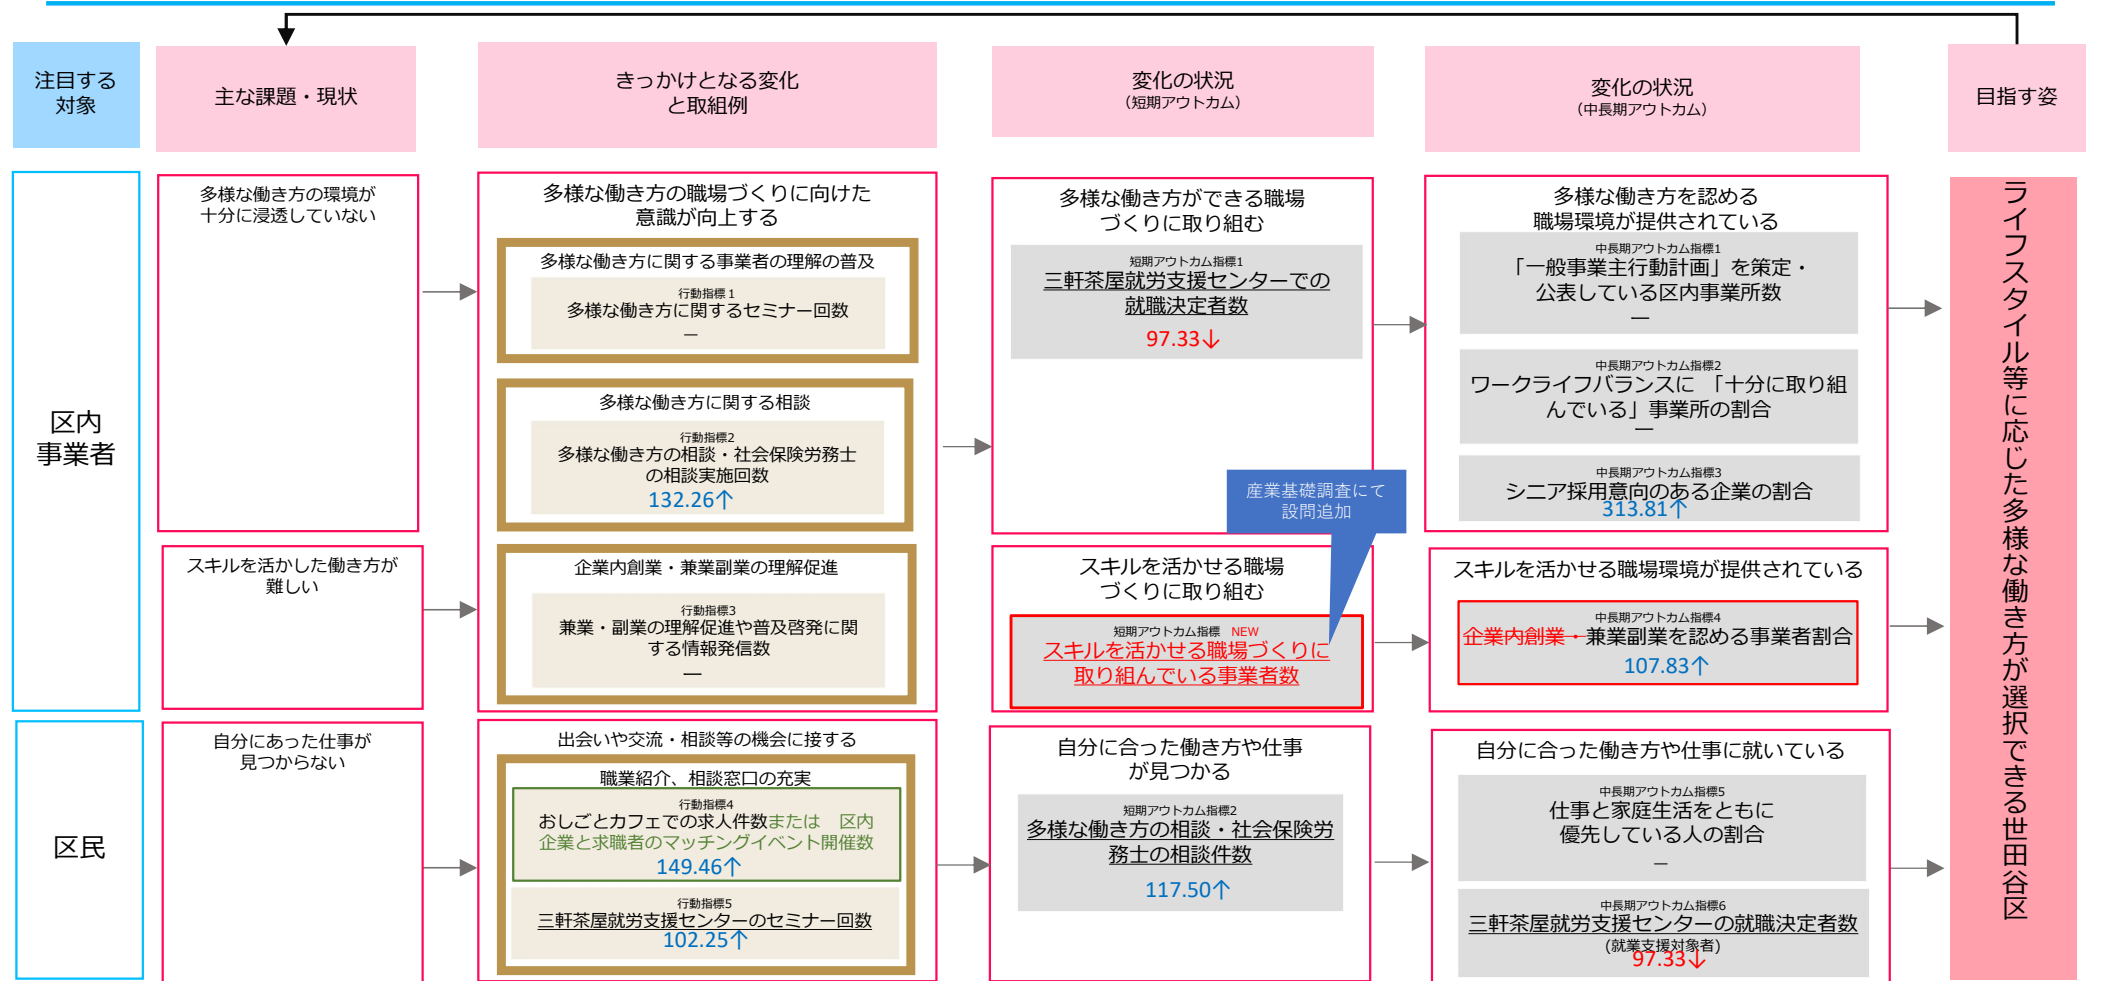 注目する
対象
主な課題・現状
きっかけとなる変化
と取組例
変化の状況
（短期アウトカム）
変化の状況
（中長期アウトカム）
目指す姿
区内
事業者
多様な働き方の環境が
十分に浸透していない
多様な働き方の職場づくりに向けた
意識が向上する
多様な働き方に関する事業者の理解の普及
行動指標１
多様な働き方に関するセミナー回数
―
多様な働き方に関する相談
行動指標2
多様な働き方の相談・社会保険労務士
の相談実施回数
132.26↑
多様な働き方ができる職場
づくりに取り組む
短期アウトカム指標1
三軒茶屋就労支援センターでの
就職決定者数
97.33↓
多様な働き方を認める
職場環境が提供されている
中長期アウトカム指標1
「一般事業主行動計画」を策定・
公表している区内事業所数
―
中長期アウトカム指標2
ワークライフバランスに 「十分に取り組
んでいる」事業所の割合
―
中長期アウトカム指標3
シニア採用意向のある企業の割合
313.81↑
産業基礎調査にて
設問追加
スキルを活かした働き方が
難しい
企業内創業・兼業副業の理解促進
行動指標3
兼業・副業の理解促進や普及啓発に関
する情報発信数
―
スキルを活かせる職場
づくりに取り組む
短期アウトカム指標 NEW
スキルを活かせる職場づくりに
取り組んでいる事業者数
スキルを活かせる職場環境が提供されている
中長期アウトカム指標4
企業内創業・兼業副業を認める事業者割合
107.83↑
区民
自分にあった仕事が
見つからない
出会いや交流・相談等の機会に接する
職業紹介、相談窓口の充実
行動指標4
おしごとカフェでの求人件数または 区内
企業と求職者のマッチングイベント開催数
149.46↑
行動指標5
三軒茶屋就労支援センターのセミナー回数
102.25↑
自分に合った働き方や仕事
が見つかる
短期アウトカム指標2
多様な働き方の相談・社会保険労
務士の相談件数
117.50↑
自分に合った働き方や仕事に就いている
中長期アウトカム指標5
仕事と家庭生活をともに
優先している人の割合
―
中長期アウトカム指標6
三軒茶屋就労支援センターの就職決定者数
(就業支援対象者)
97.33↓
ライフスタイル等に応じた多様な働き方が選択できる世田谷区